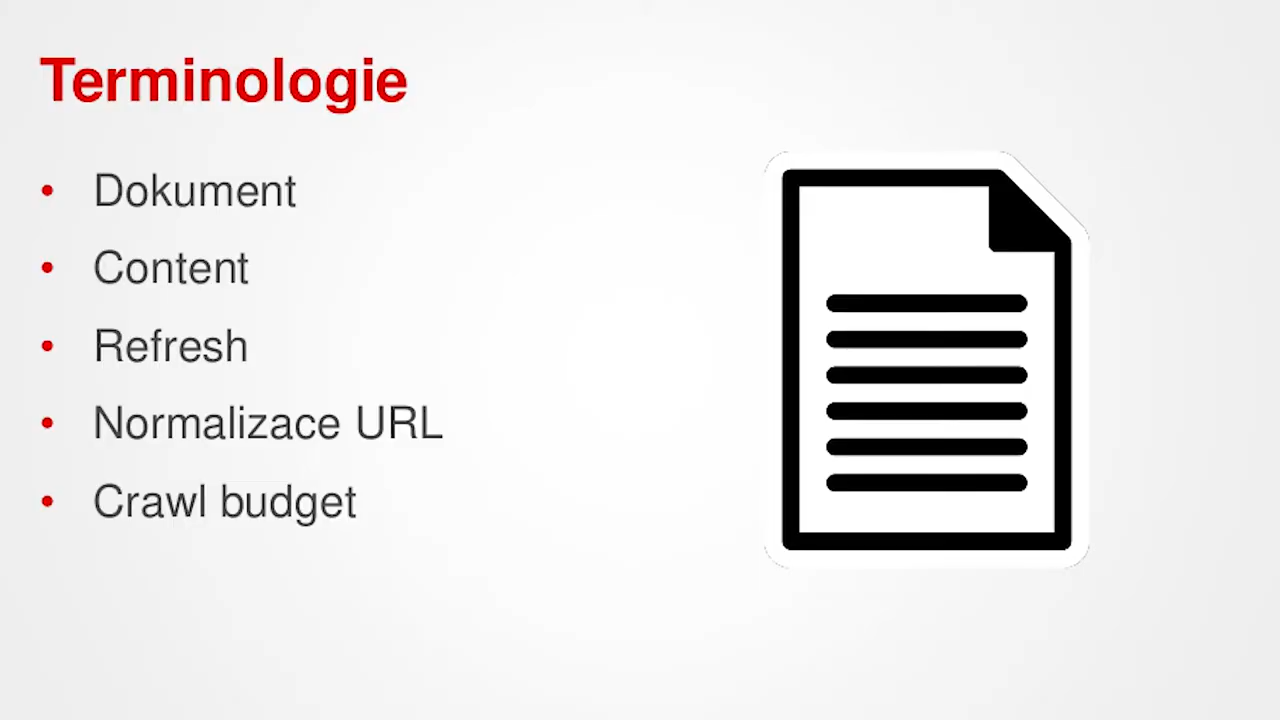 Terminologie
• Dokument
• Content
• Refresh
• Normalizace URL
• Crawl budget